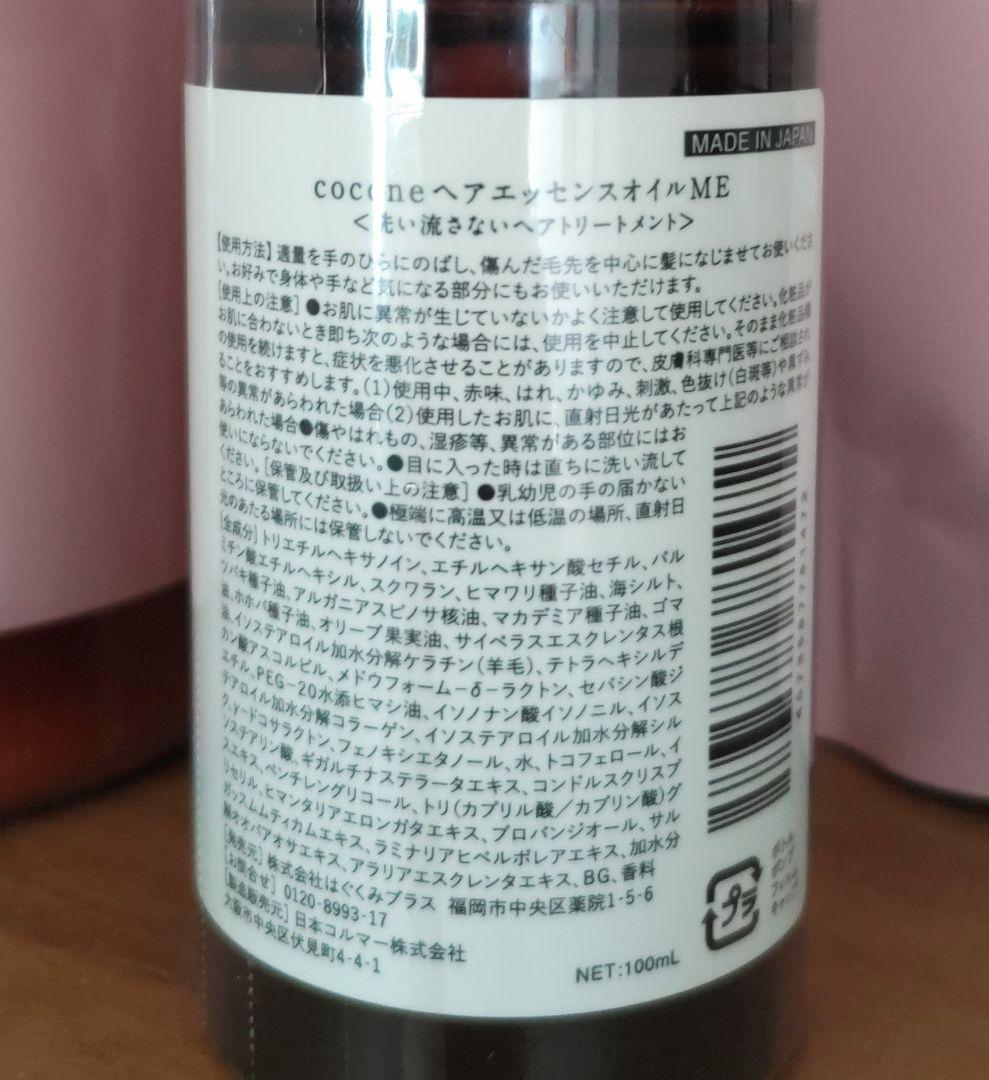 MADE IN JAPAN
cocone ヘアエッセンスオイルME
<洗い流さないヘアトリートメント>
【使用方法】適量を手のひらにのばし、傷んだ毛先を中心に髪になじませてお使いくださ
い。お好みで身体や手など気になる部分にもお使いいただけます。
[使用上の注意] ●お肌に異常が生じていないかよく注意して使用してください。化粧品が
お肌に合わないとき即ち次のような場合には、使用を中止してください。そのまま化粧品類
の使用を続けますと、症状を悪化させることがありますので、皮膚科専門医等にご相談され
ることをおすすめします。(1)使用中、赤味、はれ、かゆみ、刺激、色抜け(白斑等)や黒ずみ
等の異常があらわれた場合(2)使用したお肌に、直射日光があたって上記のような異常が
あらわれた場合●傷やはれもの、湿疹等、異常がある部位にはお
使いにならないでください。●目に入った時は直ちに洗い流して
ください。[保管及び取扱い上の注意] ●乳幼児の手の届かない
ところに保管してください。●極端に高温又は低温の場所、直射日
光のあたる場所には保管しないでください。
[全成分]トリエチルヘキサノイン、エチルヘキサン酸セチル、パル
ミチン酸エチルヘキシル、スクワラン、ヒマワリ種子油、海シルト、
ツバキ種子油、アルガニアスピノサ核油、マカデミア種子油、ゴマ
油、ホホバ種子油、オリーブ果実油、サイペラスエスクレンタス根
油、イソステアロイル加水分解ケラチン(羊毛)、テトラヘキシルデ
カン酸アスコルビル、メドウフォーム-δ-ラクトン、セバシン酸ジ
エチル、PEG-20水添ヒマシ油、イソノナン酸イソノニル、イソス
テアロイル加水分解コラーゲン、イソステアロイル加水分解シル
ク、γ-ドコサラクトン、フェノキシエタノール、水、トコフェロール、イ
ソステアリン酸、ギガルチナステラータエキス、コンドルスクリスプ
スエキス、ペンチレングリコール、トリ(カプリル酸/カプリン酸)グ
リセリル、ヒマンタリアエロンガタエキス、プロパンジオール、サル
ガッスムムティカムエキス、ラミナリアヒペルボレアエキス、加水分
解オオバアオサエキス、アラリアエスクレンタエキス、BG、香料
[発売元] 株式会社はぐくみプラス 福岡市中央区薬院1-5-6
[お問合せ] 0120-8993-17
[製造販売元] 日本コルマー株式会社
大阪市中央区伏見町4-4-1
NET:100mL
プラ
ボトル
ポンプ